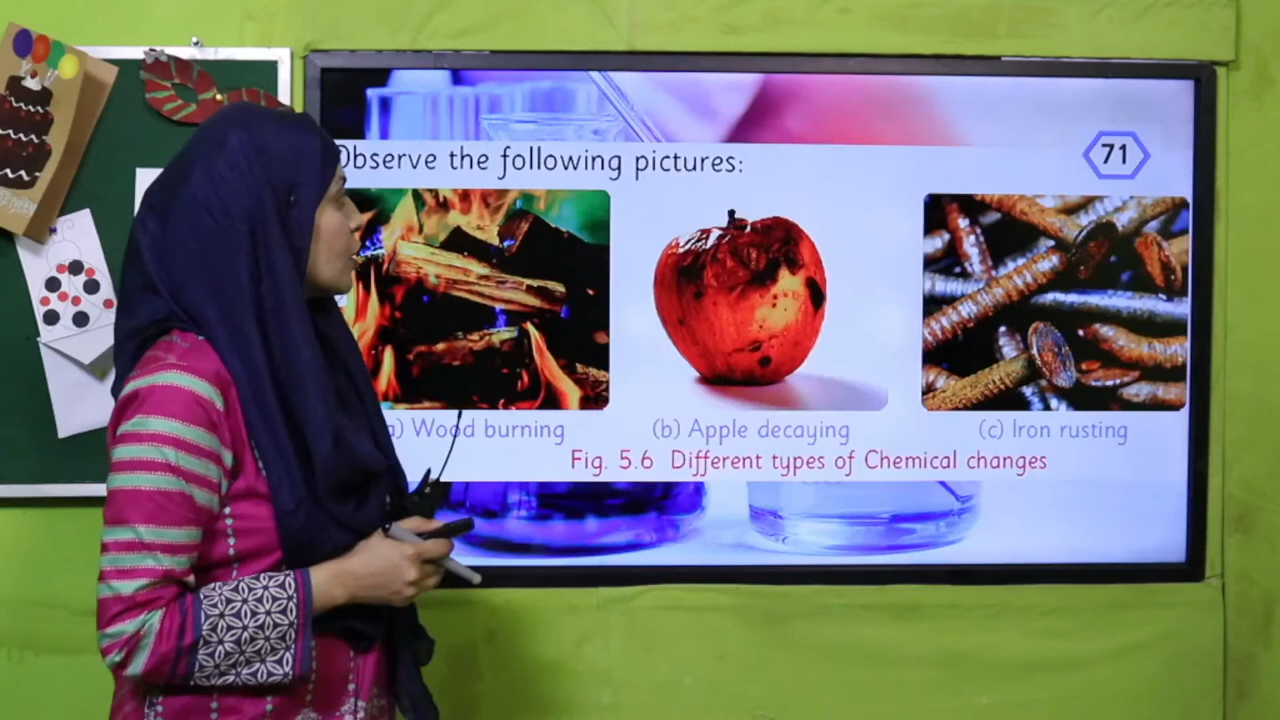 Observe the following pictures:
71
a) Wood burning
(b) Apple decaying
(c) Iron rusting
Fig. 5.6 Different types of Chemical changes